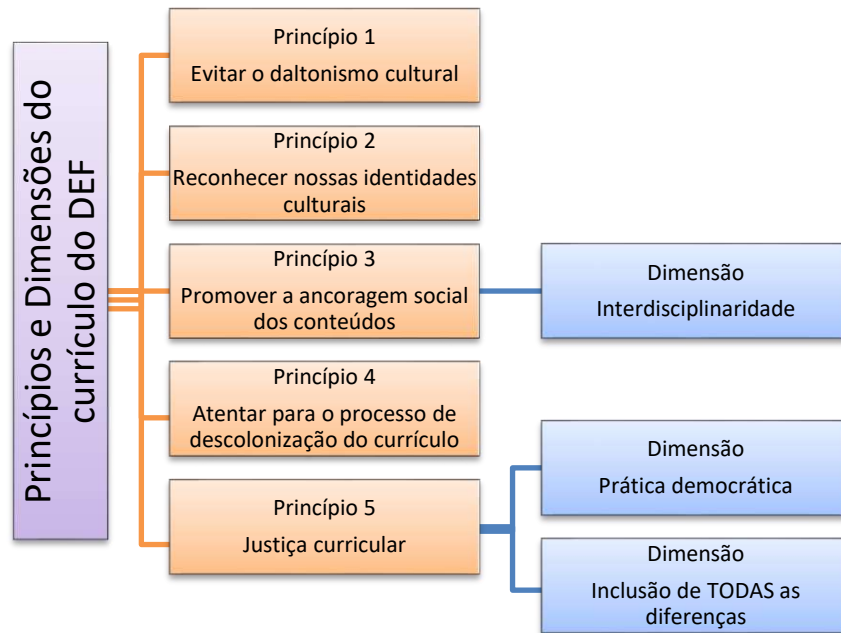 Princípios e Dimensões do
currículo do DEF
Princípio 1
Evitar o daltonismo cultural
Princípio 2
Reconhecer nossas identidades
culturais
Princípio 3
Promover a ancoragem social
dos conteúdos
Dimensão
Interdisciplinaridade
Princípio 4
Atentar para o processo de
descolonização do currículo
Princípio 5
Justiça curricular
Dimensão
Prática democrática
Dimensão
Inclusão de TODAS as
diferenças